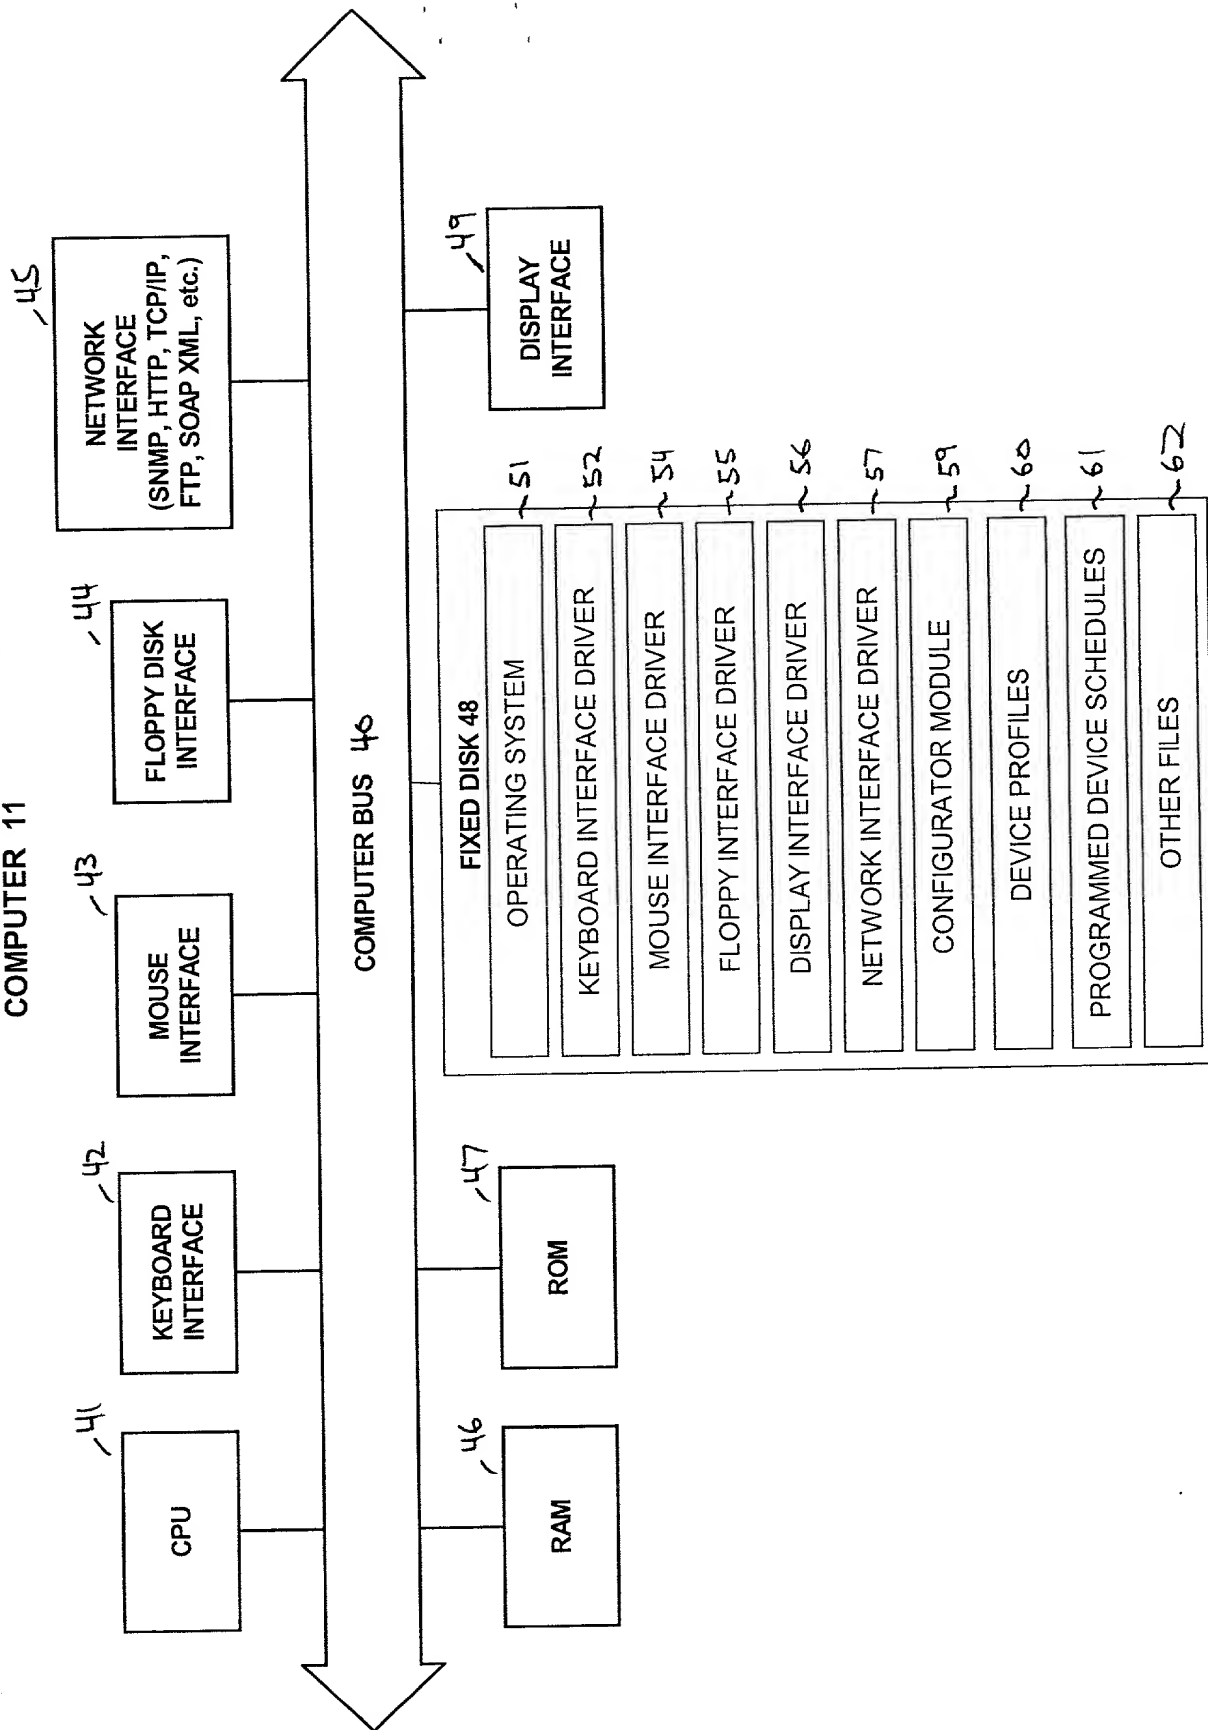 COMPUTER 11
41
CPU
42
KEYBOARD
INTERFACE
43
MOUSE
INTERFACE
44
FLOPPY DISK
INTERFACE
45
NETWORK
INTERFACE
(SNMP, HTTP, TCP/IP,
FTP, SOAP XML, etc.)
COMPUTER BUS 40
46
RAM
47
ROM
FIXED DISK 48
OPERATING SYSTEM 51
KEYBOARD INTERFACE DRIVER 52
MOUSE INTERFACE DRIVER 54
FLOPPY INTERFACE DRIVER 55
DISPLAY INTERFACE DRIVER 56
NETWORK INTERFACE DRIVER 57
CONFIGURATOR MODULE 59
DEVICE PROFILES 60
PROGRAMMED DEVICE SCHEDULES 61
OTHER FILES 62
49
DISPLAY
INTERFACE